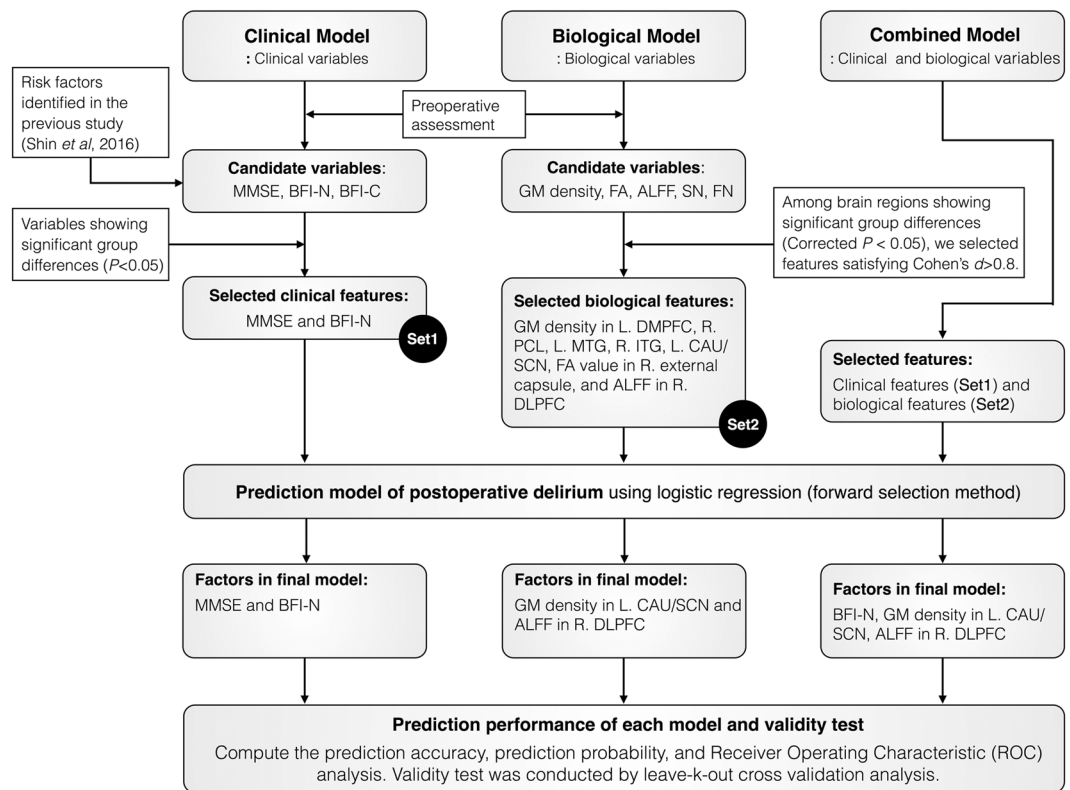 Clinical Model
: Clinical variables
Biological Model
: Biological variables
Combined Model
: Clinical and biological variables
Risk factors
identified in the
previous study
(Shin et al, 2016)
Preoperative
assessment
Candidate variables:
MMSE, BFI-N, BFI-C
Candidate variables:
GM density, FA, ALFF, SN, FN
Variables showing
significant group
differences (P<0.05)
Among brain regions showing
significant group differences
(Corrected P < 0.05), we selected
features satisfying Cohen's d>0.8.
Selected clinical features:
MMSE and BFI-N
Set1
Selected biological features:
GM density in L. DMPFC, R.
PCL, L. MTG, R. ITG, L. CAU/
SCN, FA value in R. external
capsule, and ALFF in R.
DLPFC
Set2
Selected features:
Clinical features (Set1) and
biological features (Set2)
Prediction model of postoperative delirium using logistic regression (forward selection method)
Factors in final model:
MMSE and BFI-N
Factors in final model:
GM density in L. CAU/SCN and
ALFF in R. DLPFC
Factors in final model:
BFI-N, GM density in L. CAU/
SCN, ALFF in R. DLPFC
Prediction performance of each model and validity test
Compute the prediction accuracy, prediction probability, and Receiver Operating Characteristic (ROC)
analysis. Validity test was conducted by leave-k-out cross validation analysis.